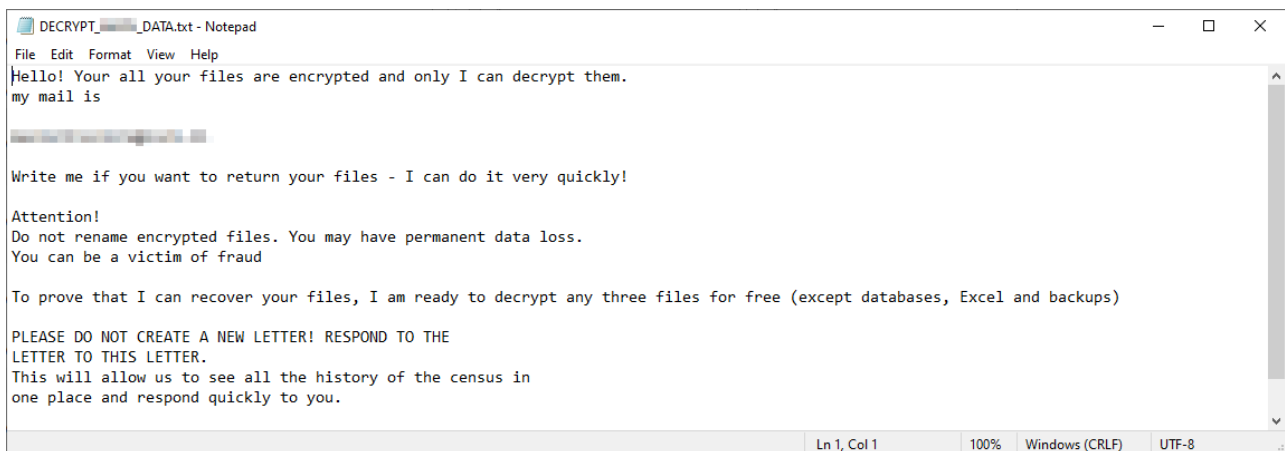 DECRYPT_ _DATA.txt - Notepad
File Edit Format View Help
Hello! Your all your files are encrypted and only I can decrypt them.
my mail is
Write me if you want to return your files - I can do it very quickly!
Attention!
Do not rename encrypted files. You may have permanent data loss.
You can be a victim of fraud
To prove that I can recover your files, I am ready to decrypt any three files for free (except databases, Excel and backups)
PLEASE DO NOT CREATE A NEW LETTER! RESPOND TO THE
LETTER TO THIS LETTER.
This will allow us to see all the history of the census in
one place and respond quickly to you.
Ln 1, Col 1 100% Windows (CRLF) UTF-8